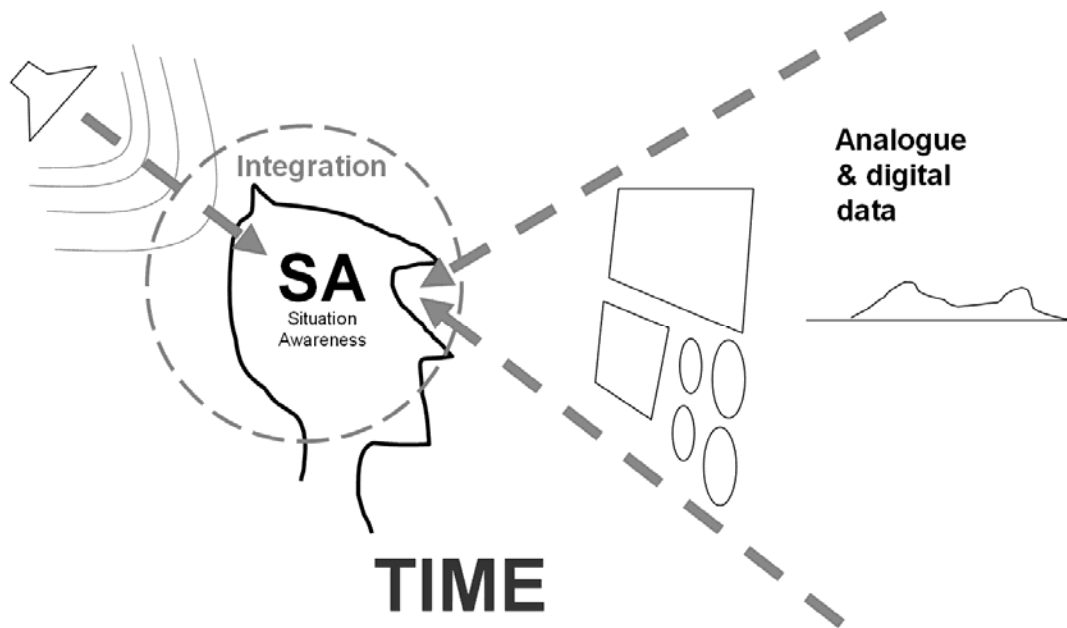 Integration
SA
Situation
Awareness
Analogue
& digital
data
TIME